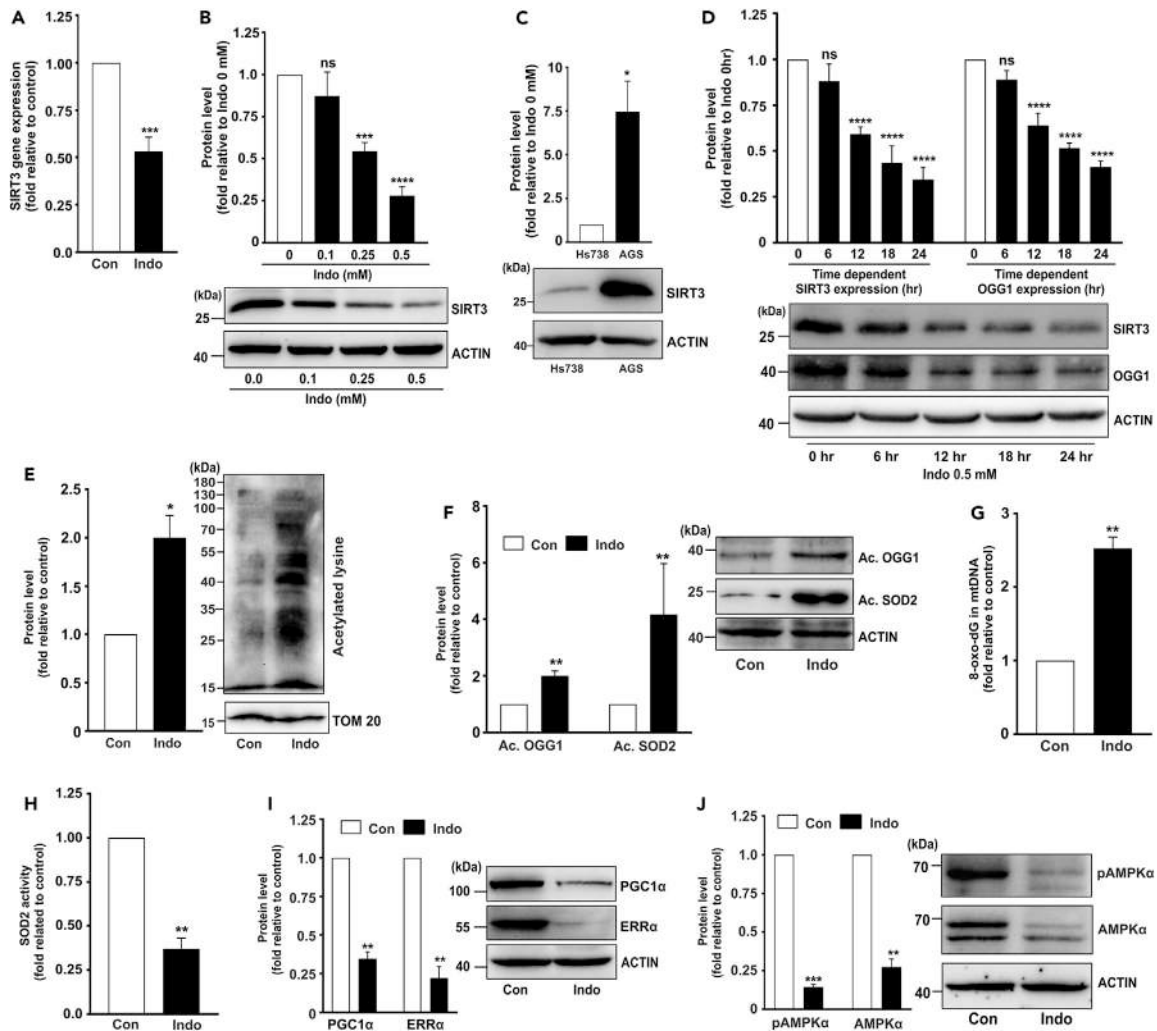 A
SIRT3 gene expression
(fold relative to control)
1.00
0.75
0.50
0.25
0.0
***
Con Indo
B
Protein level
(fold relative to Indo 0 mM)
1.25
1.00
0.75
0.50
0.25
0
ns
***
****
0 0.1 0.25 0.5
Indo (mM)
(kDa)
25
SIRT3
40
ACTIN
0.0 0.1 0.25 0.5
Indo (mM)
C
Protein level
(fold relative to Indo 0 mM)
10.0
7.5
5.0
2.5
0
*
Hs738 AGS
(kDa)
25
SIRT3
40
ACTIN
Hs738 AGS
D
Protein level
(fold relative to Indo 0hr)
1.25
1.00
0.75
0.50
0.25
0
ns
****
****
****
ns
****
****
****
0 6 12 18 24
0 6 12 18 24
Time dependent
SIRT3 expression (hr)
Time dependent
OGG1 expression (hr)
(kDa)
25
SIRT3
40
OGG1
40
ACTIN
0 hr 6 hr 12 hr 18 hr 24 hr
Indo 0.5 mM
E
Protein level
(fold relative to control)
2.5
2.0
1.5
1.0
0.5
0.0
*
Con Indo
(kDa)
180
130
100
70
55
40
35
25
15
Acetylated lysine
15
TOM 20
Con Indo
F
Protein level
(fold relative to control)
8
6
4
2
0
Con Indo
**
**
Ac. OGG1 Ac. SOD2
(kDa)
40
Ac. OGG1
25
Ac. SOD2
40
ACTIN
Con Indo
G
8-oxo-dG in mtDNA
(fold relative to control)
3
2
1
0
**
Con Indo
H
SOD2 activity
(fold related to control)
1.25
1.00
0.75
0.50
0.25
0
**
Con Indo
I
Protein level
(fold relative to control)
1.25
1.00
0.75
0.50
0.25
0
Con Indo
**
**
PGC1α ERRα
(kDa)
100
PGC1α
55
ERRα
40
ACTIN
Con Indo
J
Protein level
(fold relative to control)
1.25
1.00
0.75
0.50
0.25
0
Con Indo
***
**
pAMPKα AMPKα
(kDa)
70
pAMPKα
70
AMPKα
40
ACTIN
Con Indo